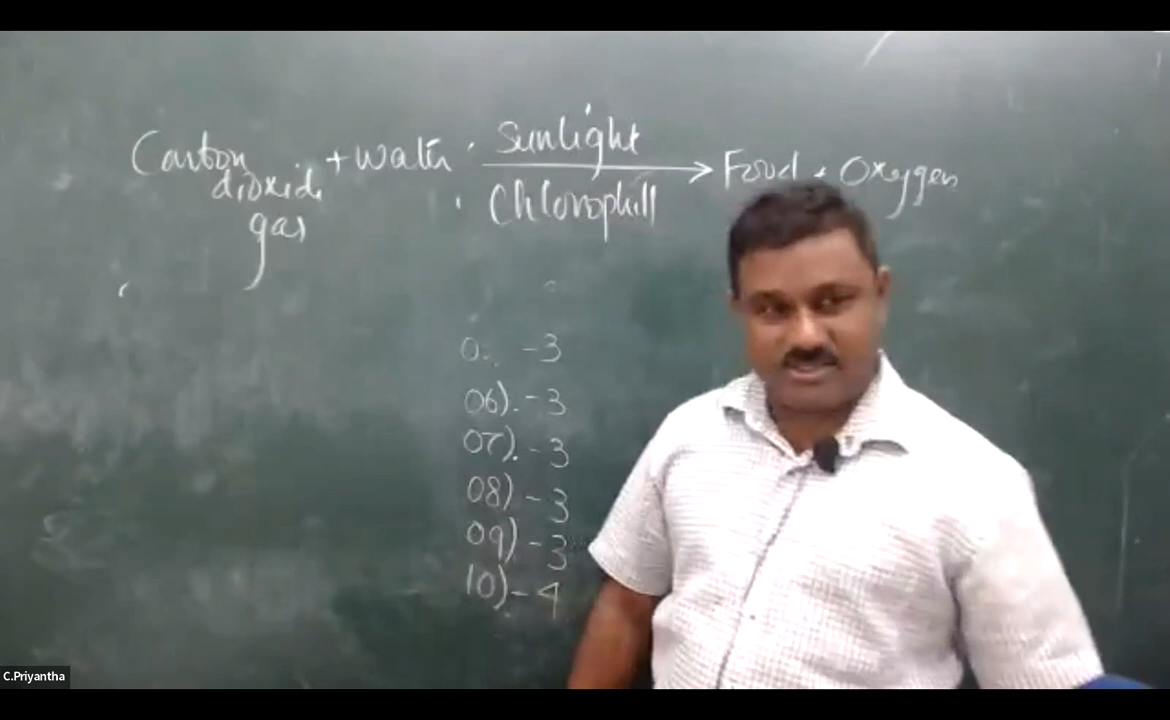 Carbon + Water Sunlight → Food + Oxygen
dioxide Chlorophill
gas
0 - 3
06). - 3
07). - 3
08) - 3
09) - 3
10) - 4
C.Priyantha